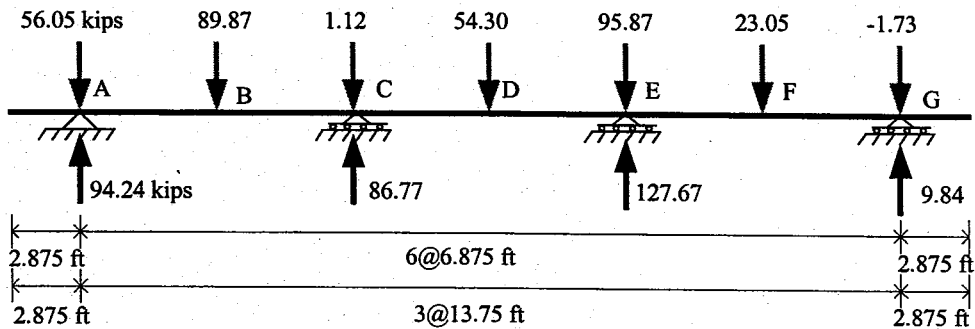 56.05 kips 89.87 1.12 54.30 95.87 23.05 -1.73
A B C D E F G
94.24 kips 86.77 127.67 9.84
2.875 ft 6@6.875 ft 2.875 ft
2.875 ft 3@13.75 ft 2.875 ft